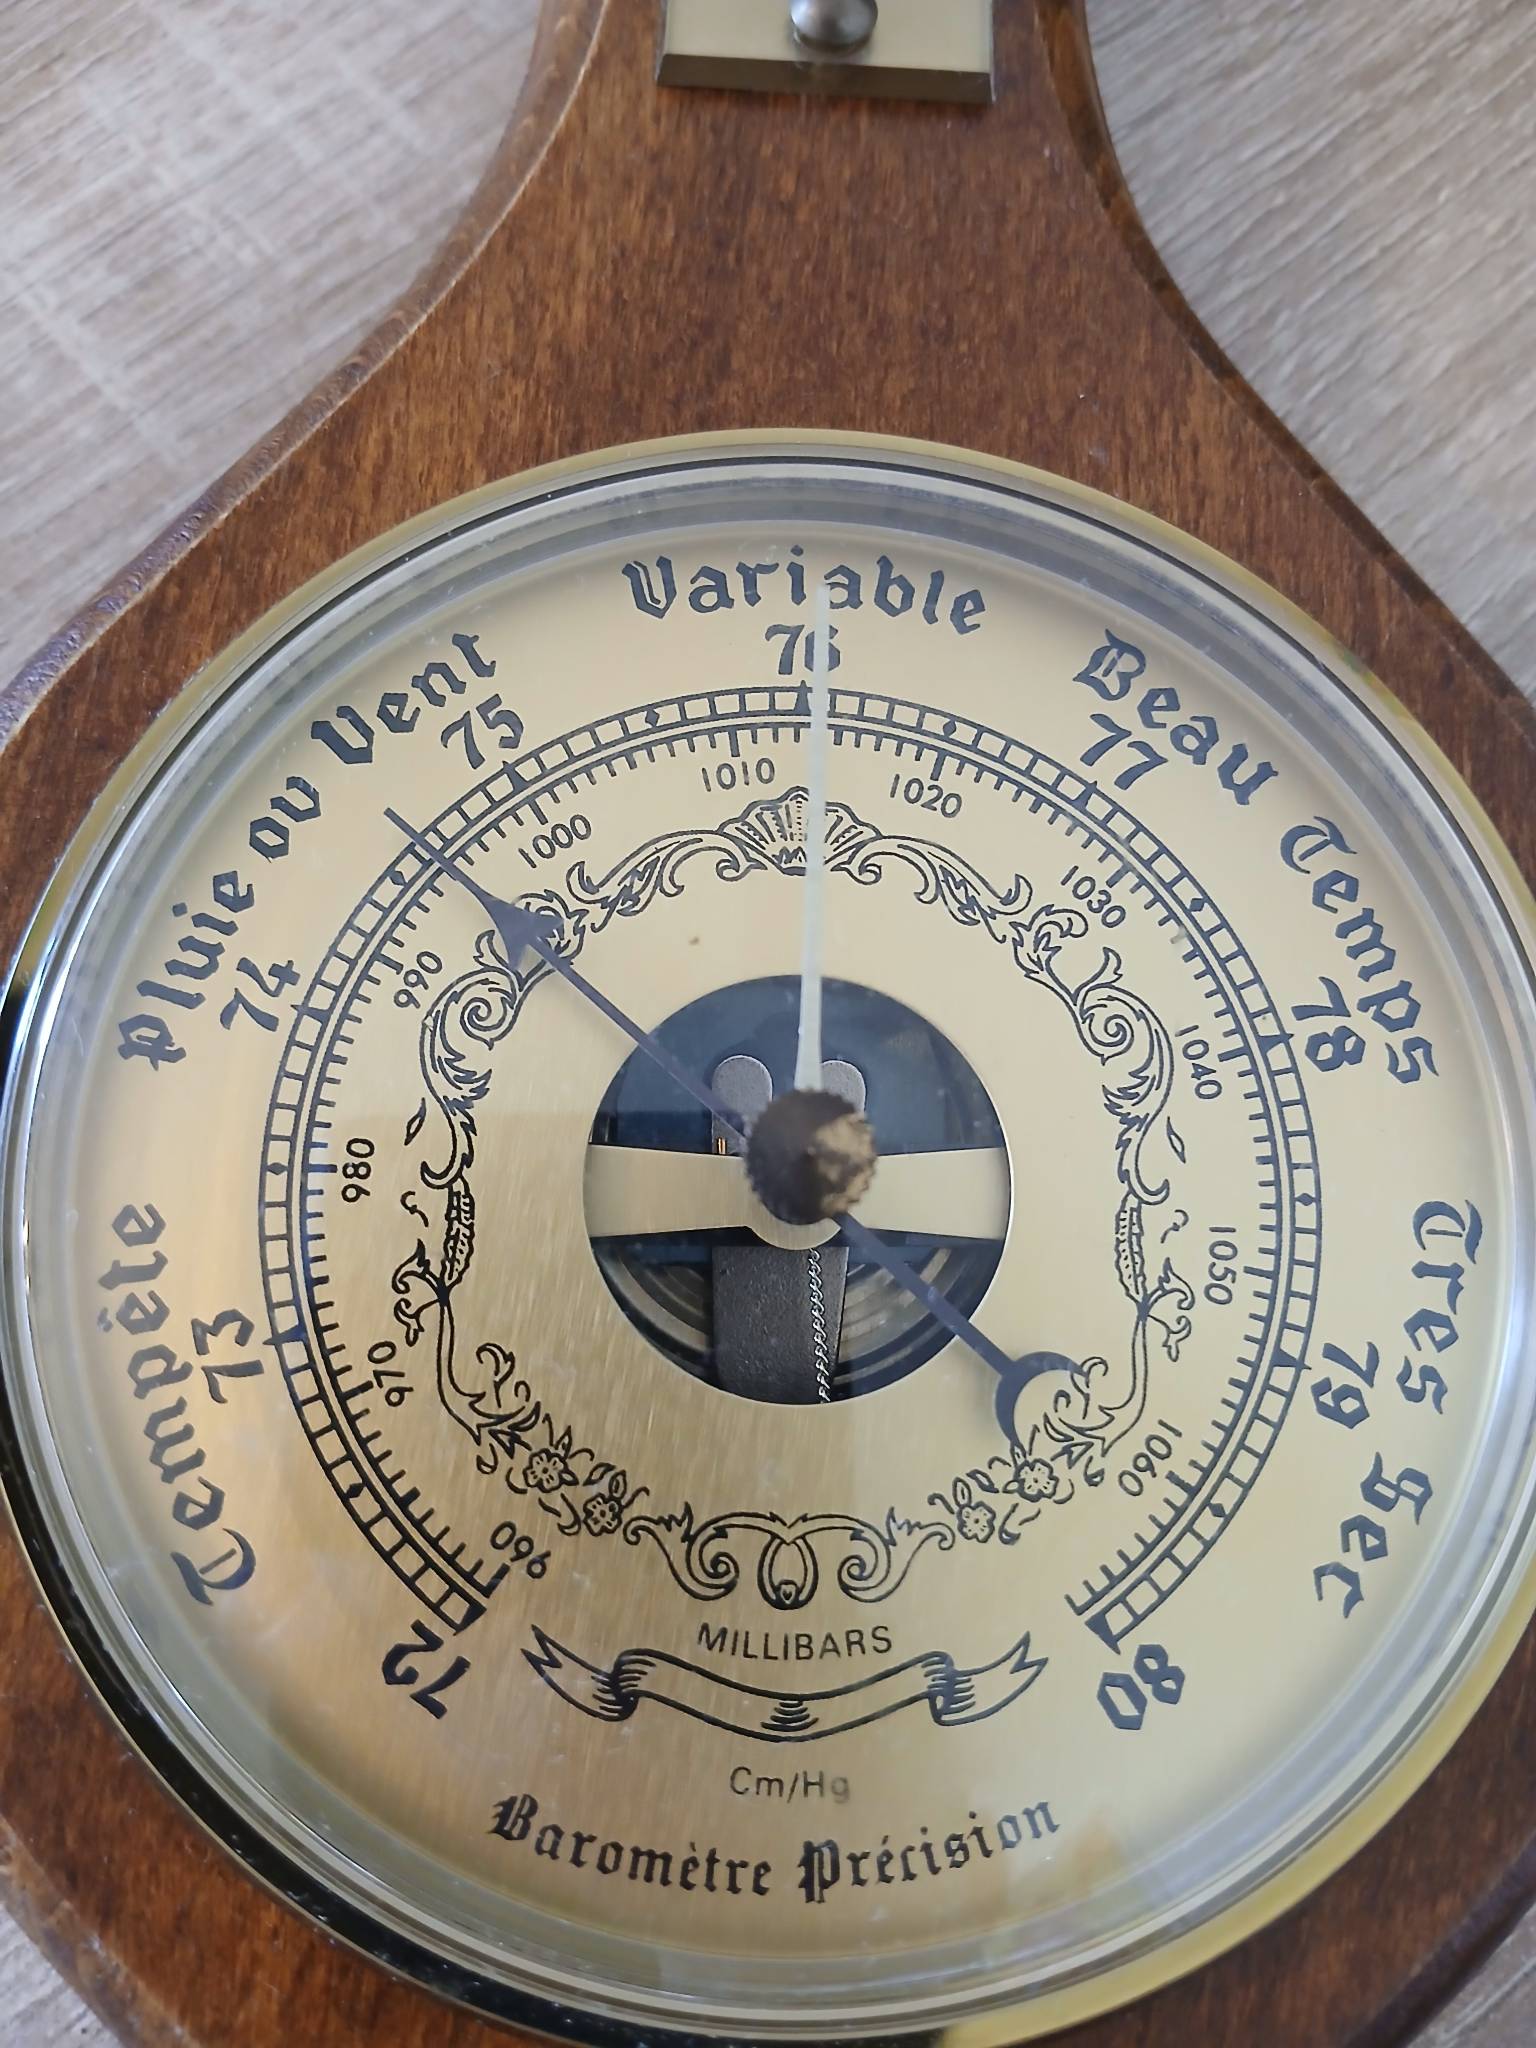 Variable
Pluie ou Vent
Beau Temps
Tempête
Tres Sec
72
73
74
75
76
77
78
79
80
960
970
980
990
1000
1010
1020
1030
1040
1050
1060
MILLIBARS
Cm/Hg
Baromètre Précision